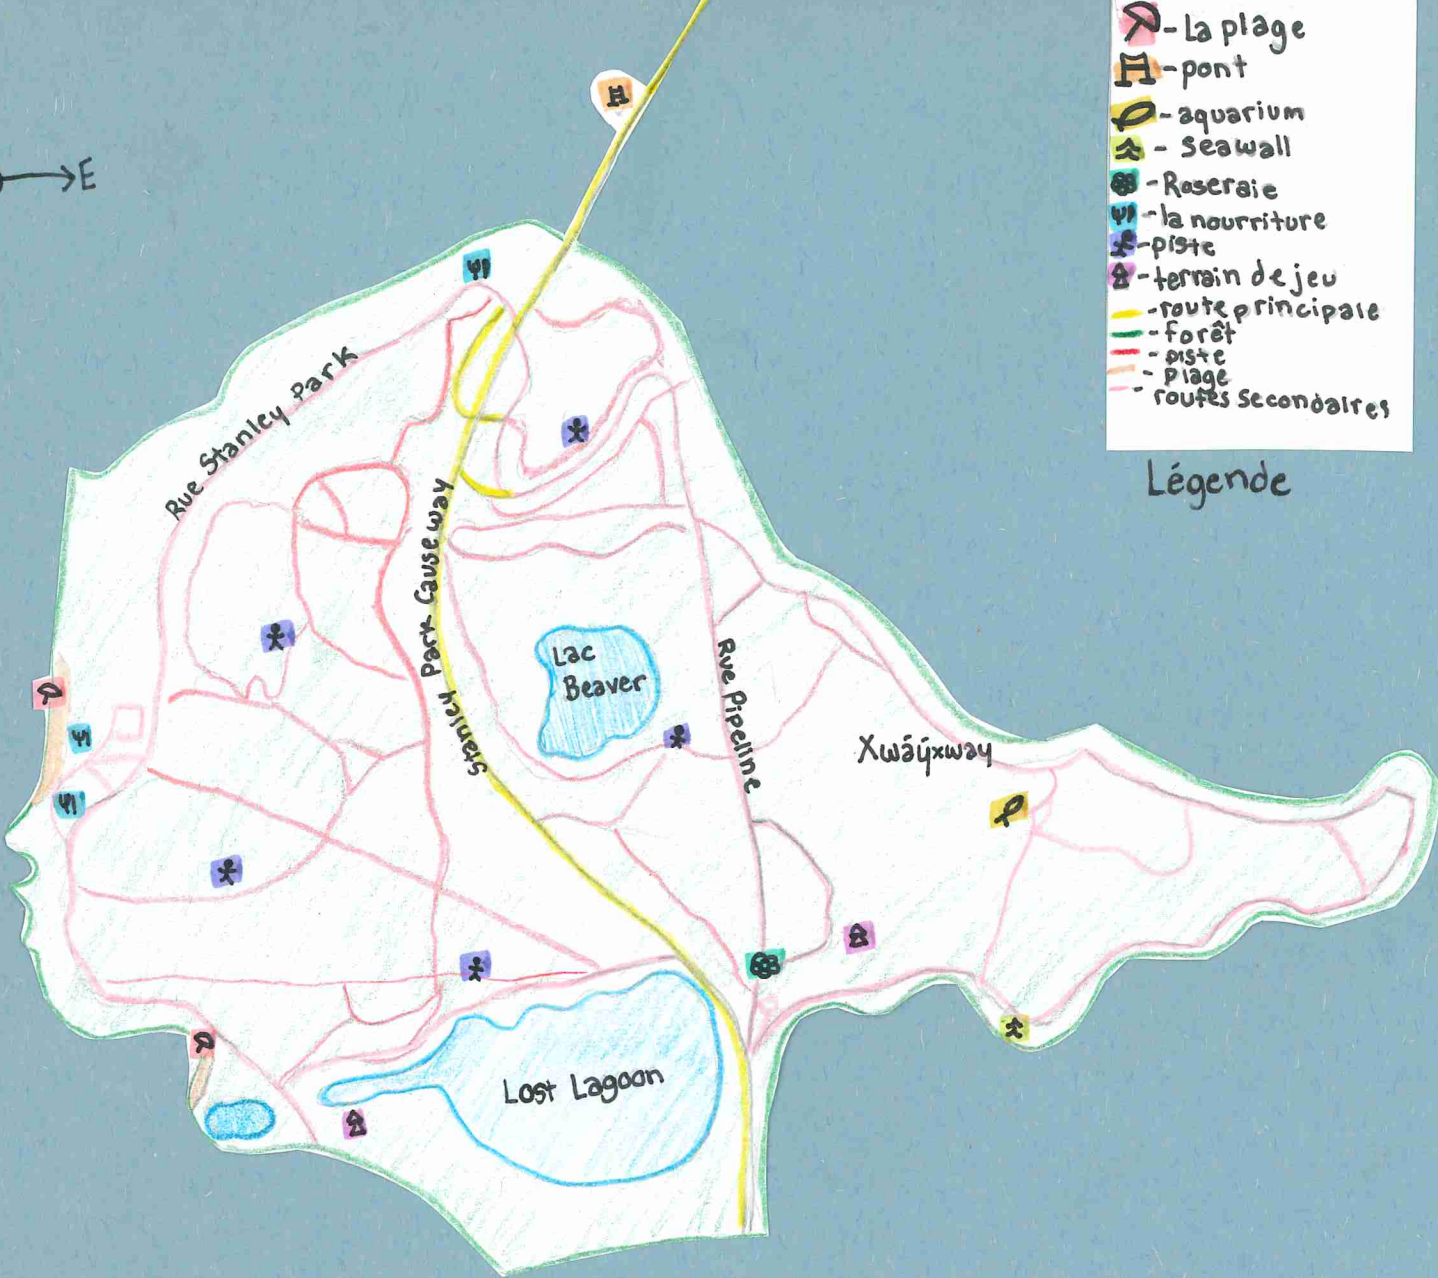 E
- La plage
- pont
- aquarium
- Seawall
- Roseraie
- la nourriture
- piste
- terrain de jeu
- route principale
- forêt
- piste
- plage
- routes secondaires
Légende
Rue Stanley Park
Stanley Park Causeway
Lac
Beaver
Rue Pipeline
Xwáýxway
Lost Lagoon